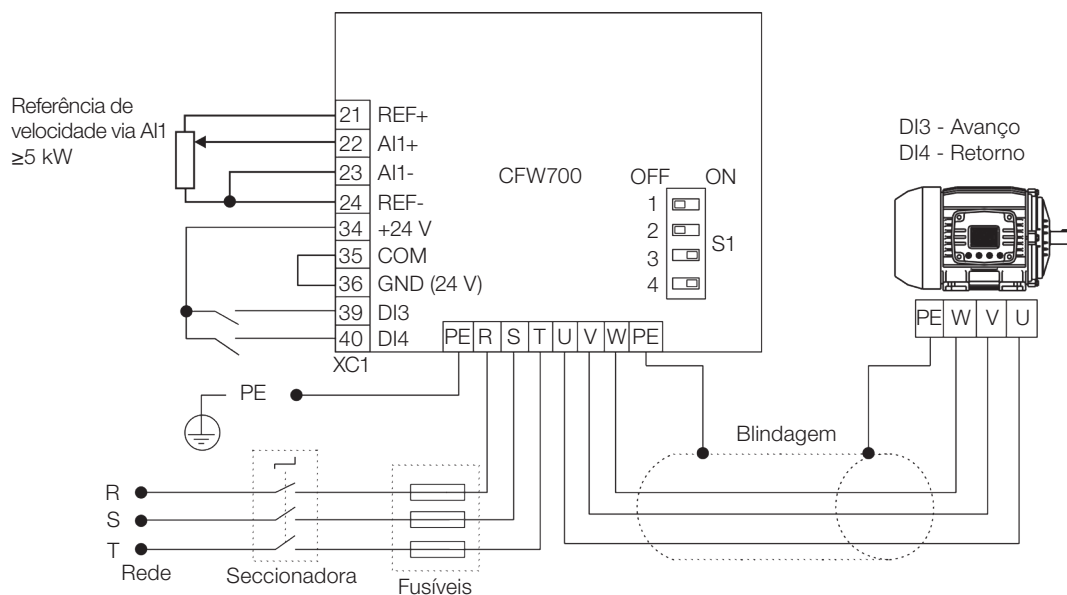 Referência de
velocidade via AI1
≥5 kW
21 REF+
22 AI1+
23 AI1-
24 REF-
34 +24 V
35 COM
36 GND (24 V)
39 DI3
40 DI4
XC1
CFW700
OFF ON
1
2
3
4
S1
PE R S T U V W PE
DI3 - Avanço
DI4 - Retorno
PE W V U
PE
Blindagem
R
S
T
Rede
Seccionadora
Fusíveis